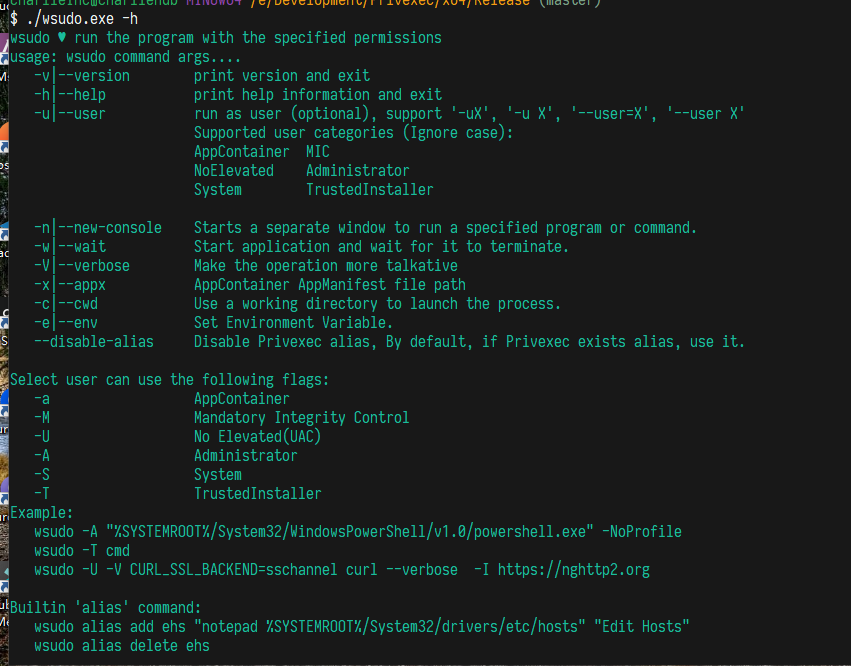 charlieinc@charliehub MINGW64 /e/Development/Privexec/x64/Release (master)
$ ./wsudo.exe -h
wsudo ♥ run the program with the specified permissions
usage: wsudo command args....
   -v|--version        print version and exit
   -h|--help           print help information and exit
   -u|--user           run as user (optional), support '-uX', '-u X', '--user=X', '--user X'
                       Supported user categories (Ignore case):
                       AppContainer  MIC
                       NoElevated    Administrator
                       System        TrustedInstaller

   -n|--new-console    Starts a separate window to run a specified program or command.
   -w|--wait           Start application and wait for it to terminate.
   -V|--verbose        Make the operation more talkative
   -x|--appx           AppContainer AppManifest file path
   -c|--cwd            Use a working directory to launch the process.
   -e|--env            Set Environment Variable.
   --disable-alias     Disable Privexec alias, By default, if Privexec exists alias, use it.

Select user can use the following flags:
   -a                  AppContainer
   -M                  Mandatory Integrity Control
   -U                  No Elevated(UAC)
   -A                  Administrator
   -S                  System
   -T                  TrustedInstaller
Example:
   wsudo -A "%SYSTEMROOT%/System32/WindowsPowerShell/v1.0/powershell.exe" -NoProfile
   wsudo -T cmd
   wsudo -U -V CURL_SSL_BACKEND=sschannel curl --verbose  -I https://nghttp2.org

Builtin 'alias' command:
   wsudo alias add ehs "notepad %SYSTEMROOT%/System32/drivers/etc/hosts" "Edit Hosts"
   wsudo alias delete ehs